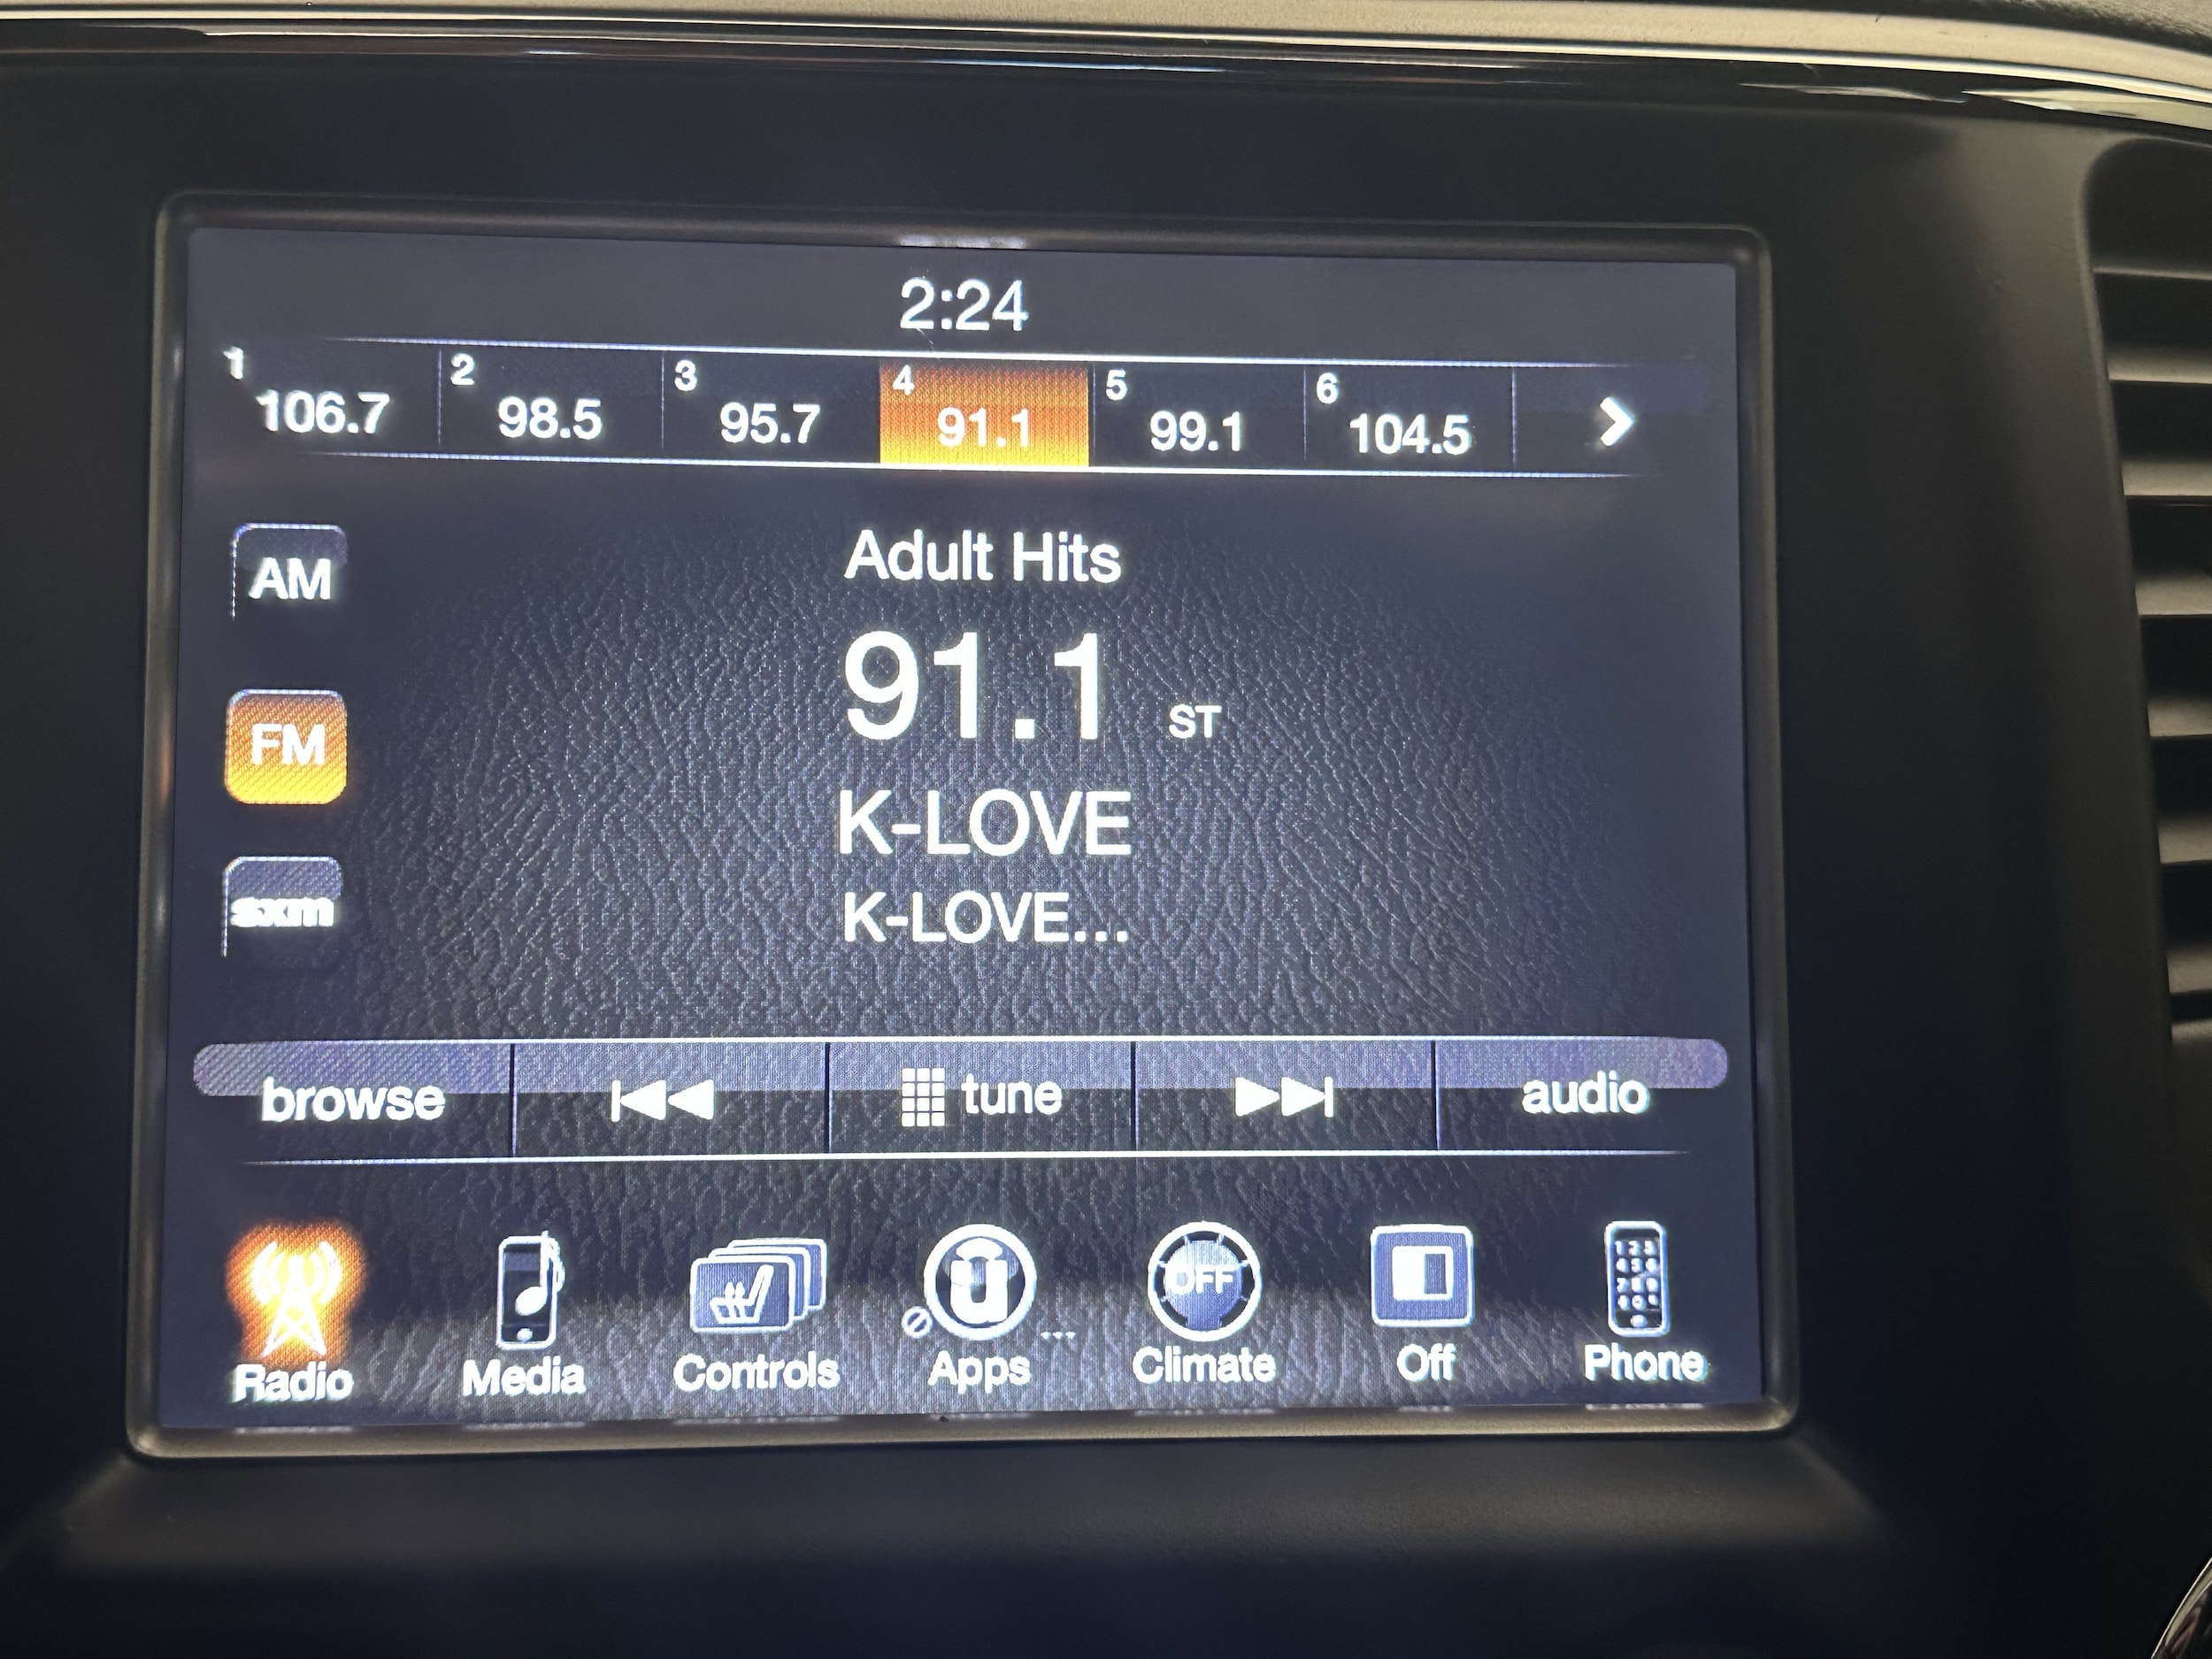 2:24
1 106.7 2 98.5 3 95.7 4 91.1 5 99.1 6 104.5
AM
Adult Hits
FM
91.1 ST
K-LOVE
sxm
K-LOVE...
browse tune audio
OFF
...
Radio Media Controls Apps Climate Off Phone